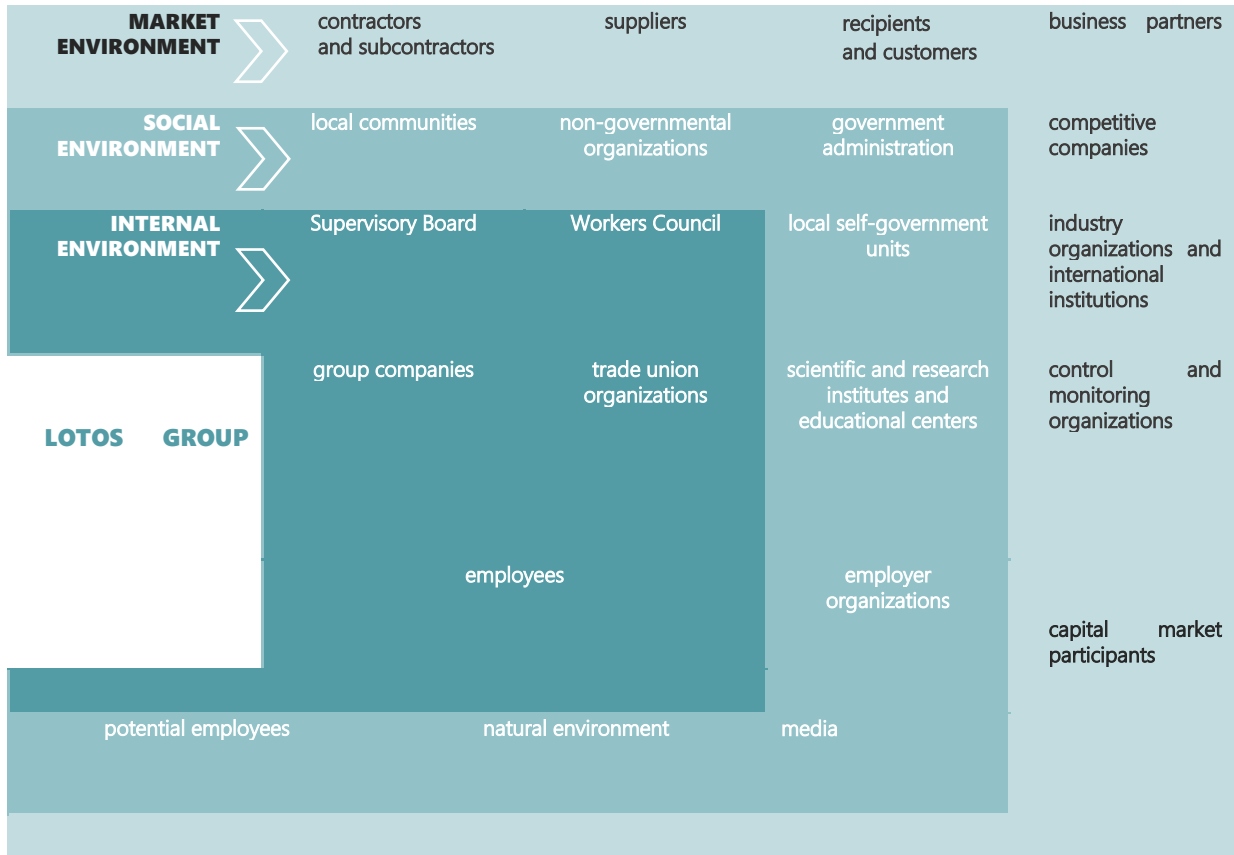 MARKET
ENVIRONMENT
contractors
and subcontractors
suppliers
recipients
and customers
business partners
SOCIAL
ENVIRONMENT
local communities
non-governmental
organizations
government
administration
competitive
companies
INTERNAL
ENVIRONMENT
Supervisory Board
Workers Council
local self-government
units
industry
organizations and
international
institutions
LOTOS GROUP
group companies
trade union
organizations
scientific and research
institutes and
educational centers
control and
monitoring
organizations
employees
employer
organizations
capital market
participants
potential employees
natural environment
media